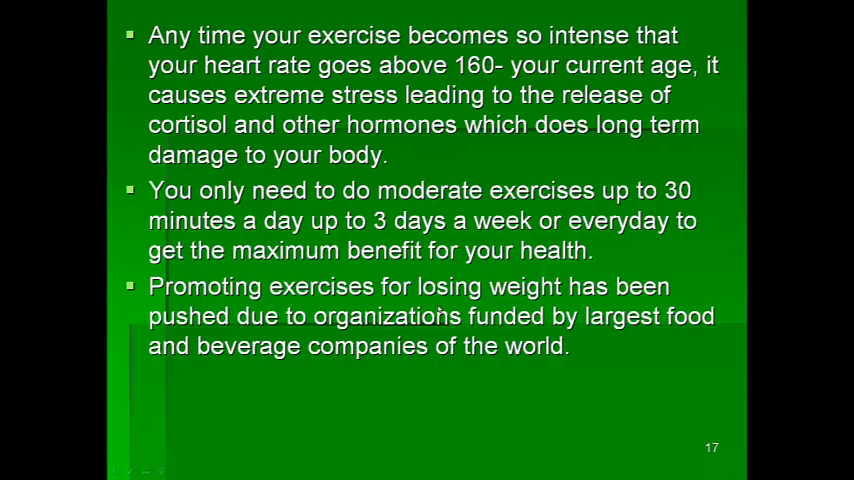 Any time your exercise becomes so intense that
your heart rate goes above 160- your current age, it
causes extreme stress leading to the release of
cortisol and other hormones which does long term
damage to your body.
You only need to do moderate exercises up to 30
minutes a day up to 3 days a week or everyday to
get the maximum benefit for your health.
Promoting exercises for losing weight has been
pushed due to organizations funded by largest food
and beverage companies of the world.
17